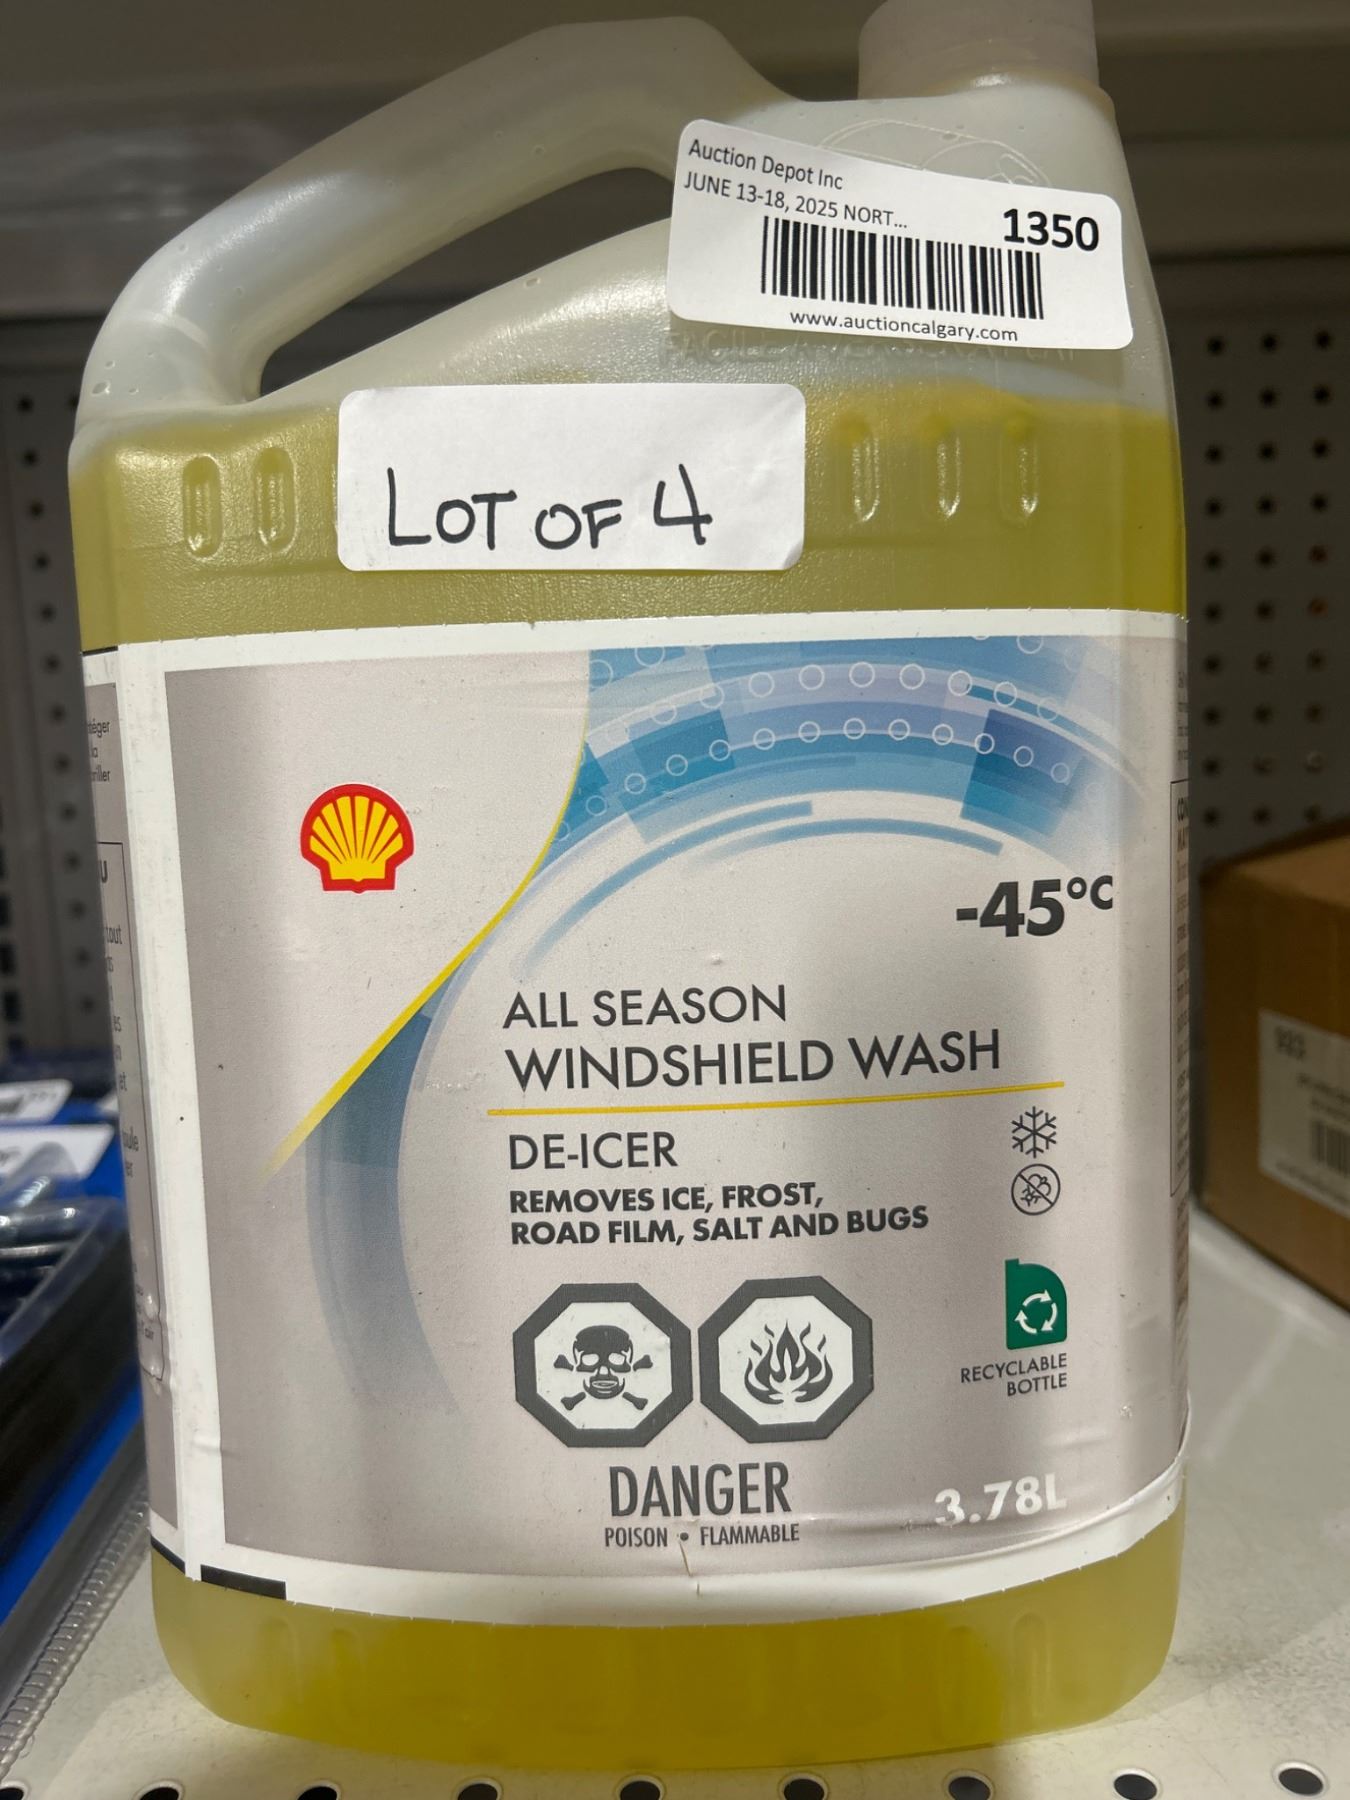 Auction Depot Inc
JUNE 13-18, 2025 NORT...
1350
www.auctioncalgary.com
LOT OF 4
-45°C
ALL SEASON
WINDSHIELD WASH
DE-ICER
REMOVES ICE, FROST,
ROAD FILM, SALT AND BUGS
RECYCLABLE
BOTTLE
DANGER
POISON • FLAMMABLE
3.78L